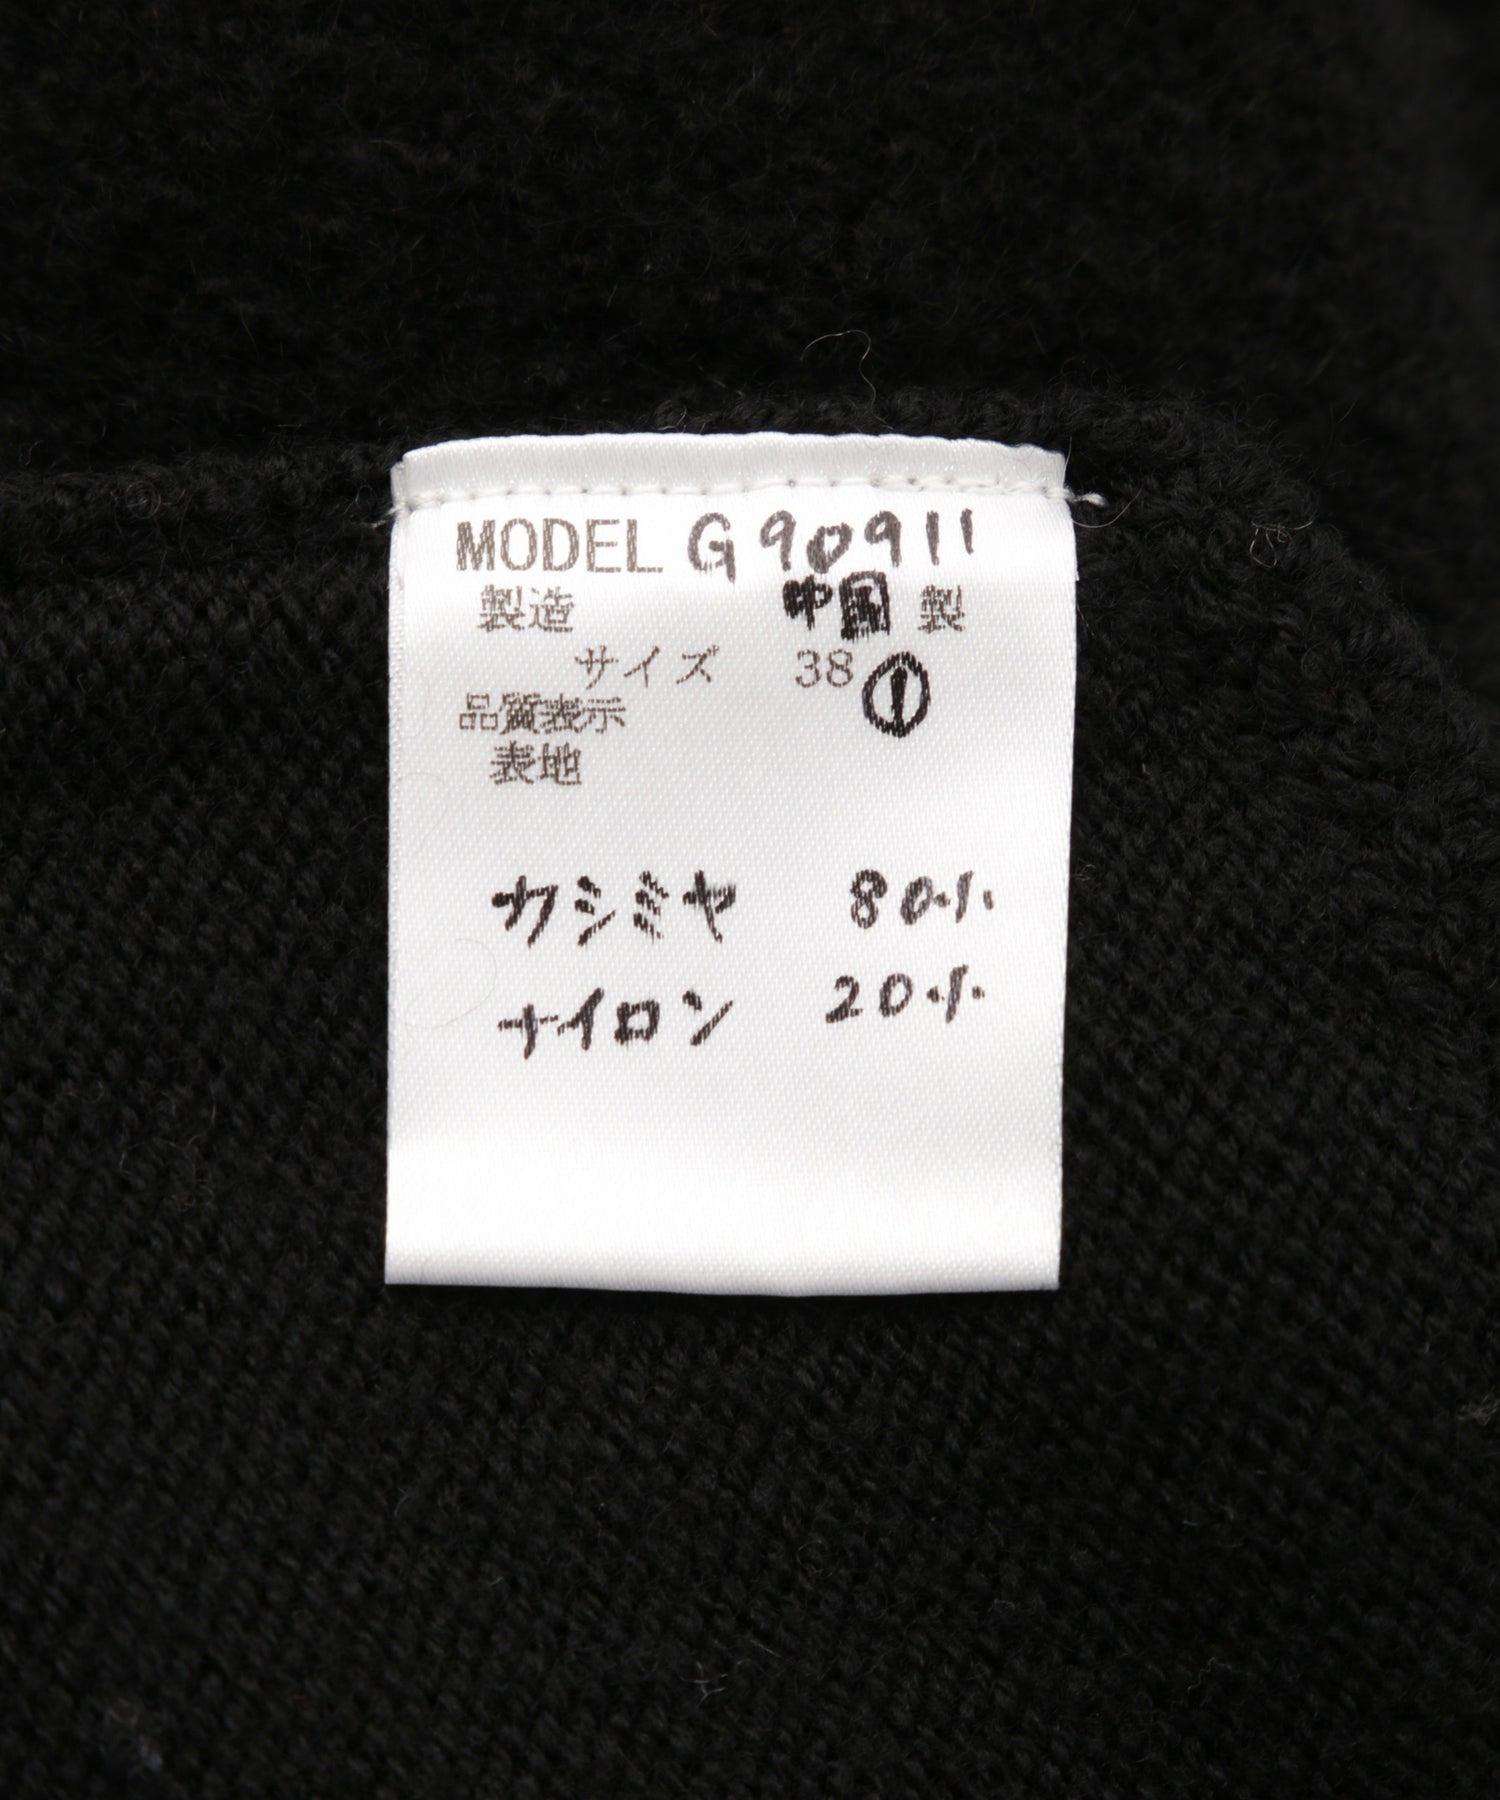 MODEL G90911
製造 中国 製
サイズ 38 ①
品質表示
表地
カシミヤ 80%
ナイロン 20%